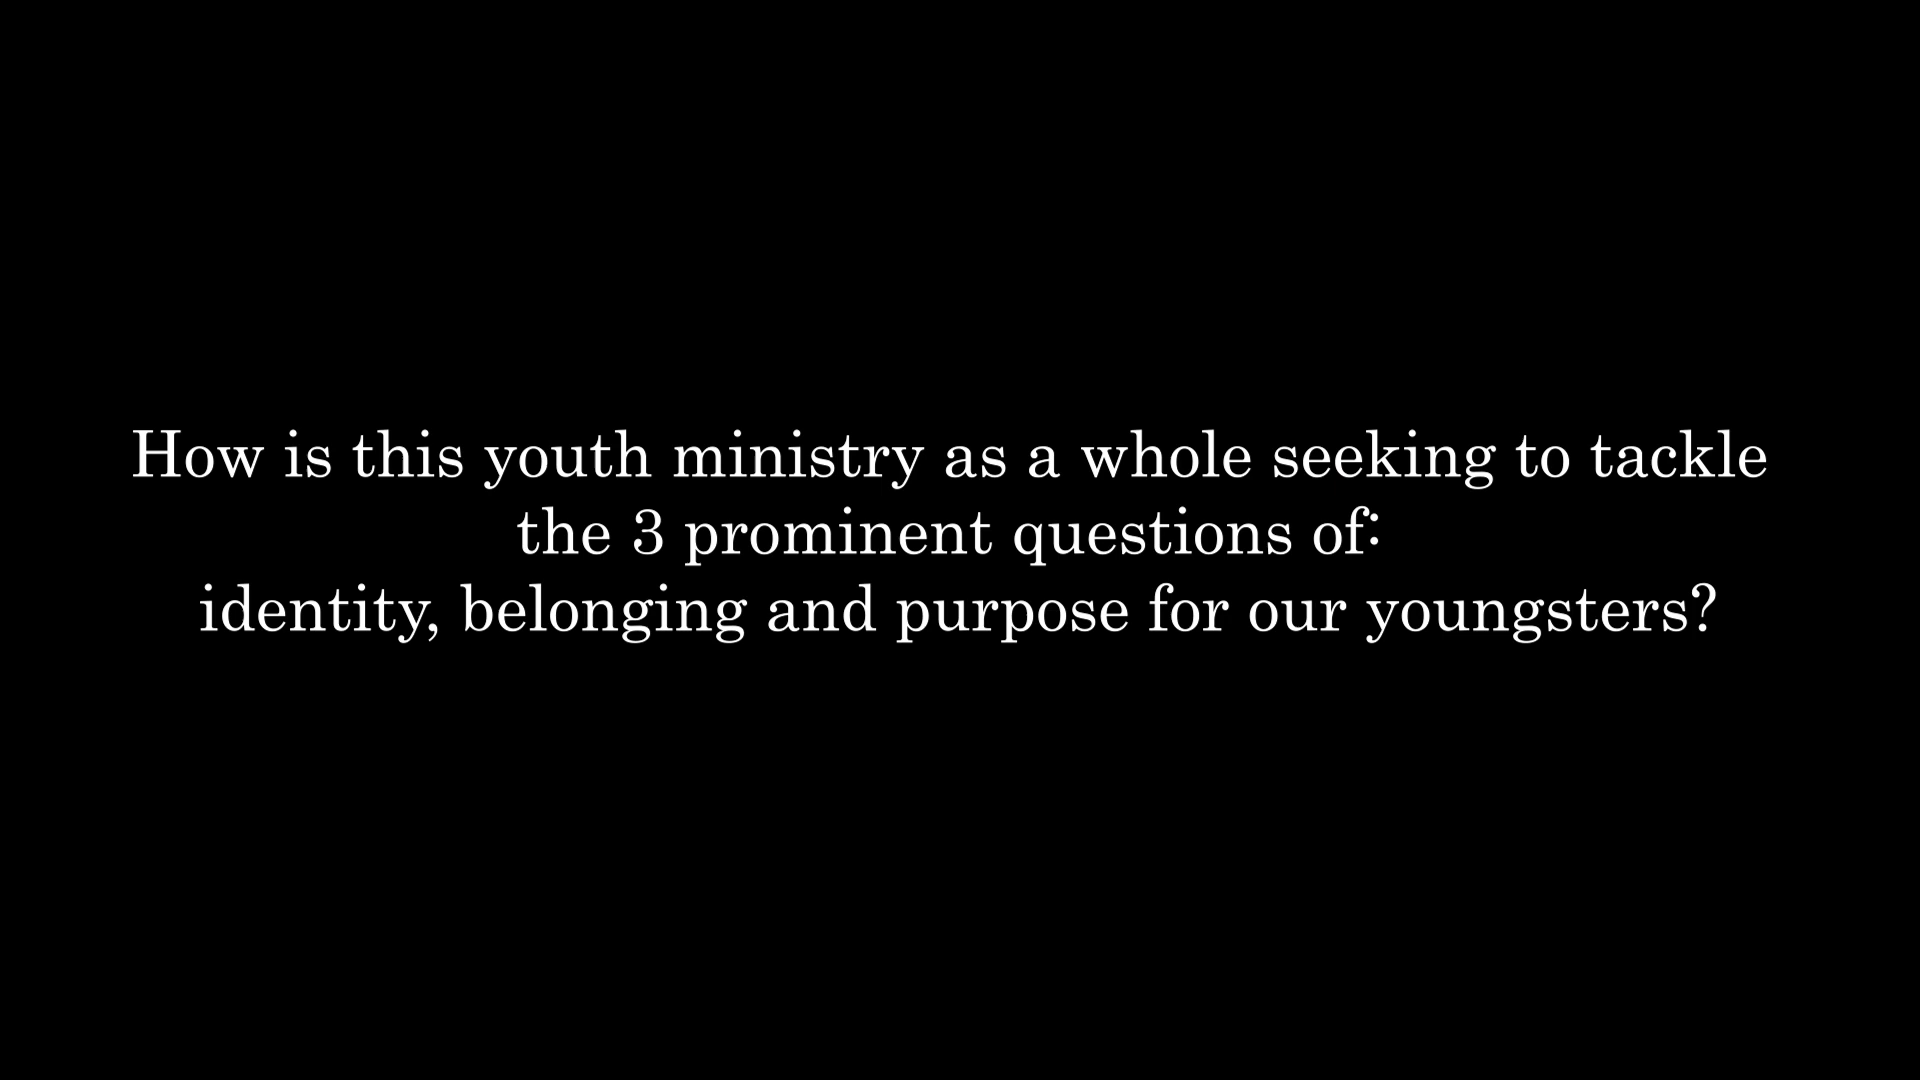 How is this youth ministry as a whole seeking to tackle
the 3 prominent questions of:
identity, belonging and purpose for our youngsters?